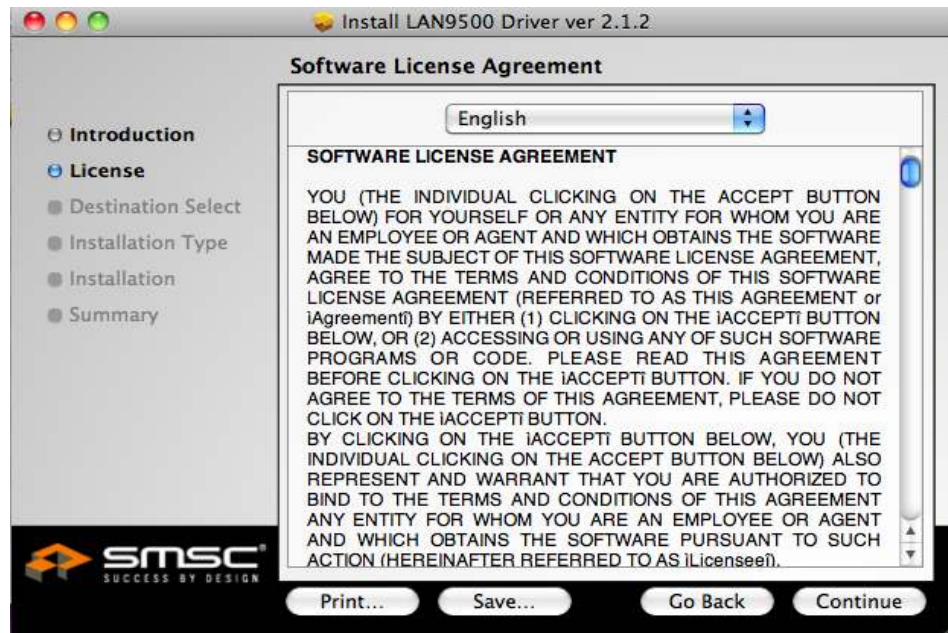 Install LAN9500 Driver ver 2.1.2
Software License Agreement
Introduction
License
Destination Select
Installation Type
Installation
Summary
English
SOFTWARE LICENSE AGREEMENT
YOU (THE INDIVIDUAL CLICKING ON THE ACCEPT BUTTON
BELOW) FOR YOURSELF OR ANY ENTITY FOR WHOM YOU ARE
AN EMPLOYEE OR AGENT AND WHICH OBTAINS THE SOFTWARE
MADE THE SUBJECT OF THIS SOFTWARE LICENSE AGREEMENT,
AGREE TO THE TERMS AND CONDITIONS OF THIS SOFTWARE
LICENSE AGREEMENT (REFERRED TO AS THIS AGREEMENT or
ìAgreementî) BY EITHER (1) CLICKING ON THE ìACCEPTî BUTTON
BELOW, OR (2) ACCESSING OR USING ANY OF SUCH SOFTWARE
PROGRAMS OR CODE. PLEASE READ THIS AGREEMENT
BEFORE CLICKING ON THE ìACCEPTî BUTTON. IF YOU DO NOT
AGREE TO THE TERMS OF THIS AGREEMENT, PLEASE DO NOT
CLICK ON THE ìACCEPTî BUTTON.
BY CLICKING ON THE ìACCEPTî BUTTON BELOW, YOU (THE
INDIVIDUAL CLICKING ON THE ACCEPT BUTTON BELOW) ALSO
REPRESENT AND WARRANT THAT YOU ARE AUTHORIZED TO
BIND TO THE TERMS AND CONDITIONS OF THIS AGREEMENT
ANY ENTITY FOR WHOM YOU ARE AN EMPLOYEE OR AGENT
AND WHICH OBTAINS THE SOFTWARE PURSUANT TO SUCH
ACTION (HEREINAFTER REFERRED TO AS ìLicenseeî).
smsc
SUCCESS BY DESIGN
Print...
Save...
Go Back
Continue